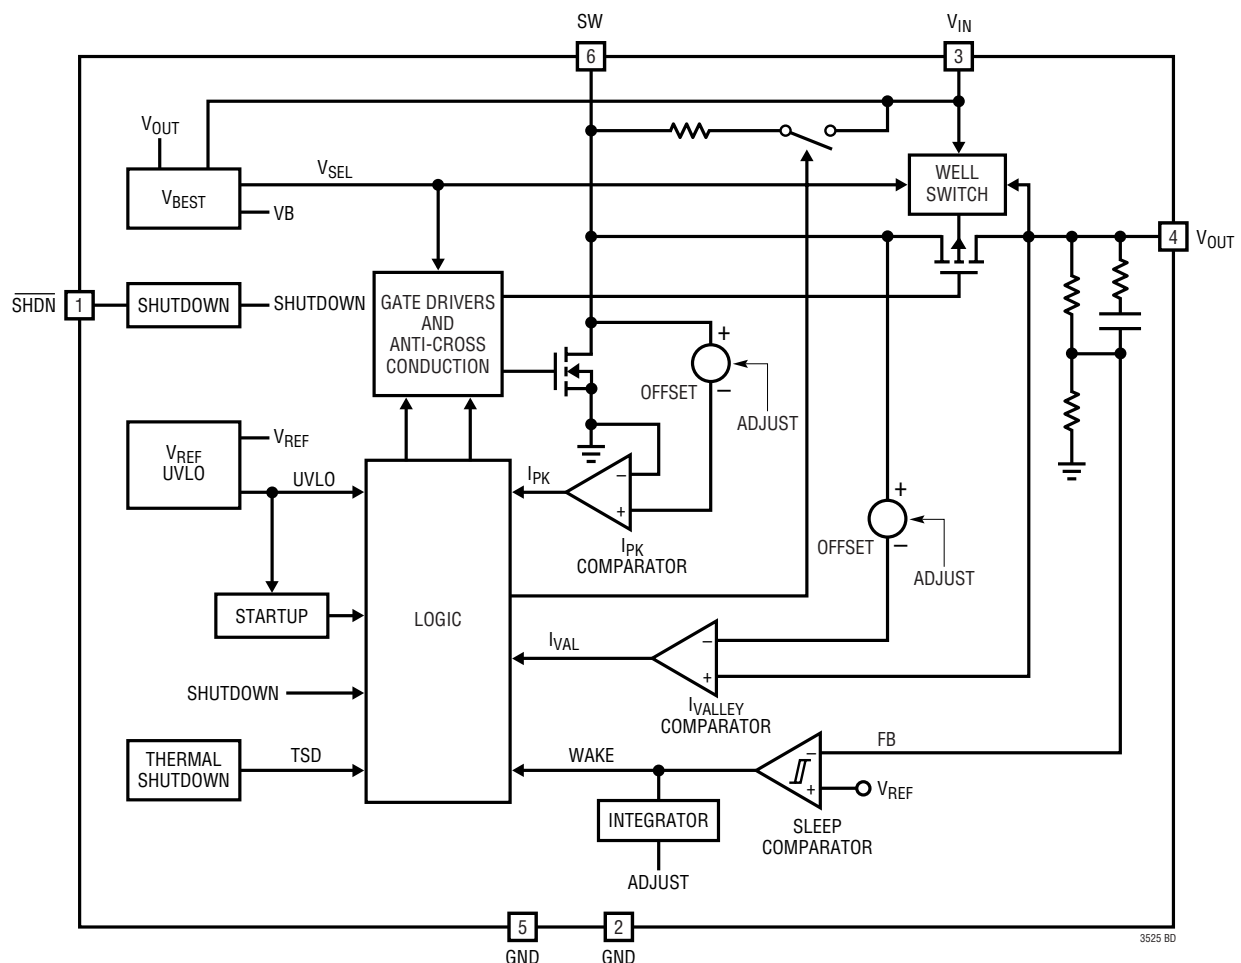 SW
VIN
6
3
VOUT
VBEST
VSEL
VB
WELL
SWITCH
4
VOUT
SHDN
1
SHUTDOWN
SHUTDOWN
GATE DRIVERS
AND
ANTI-CROSS
CONDUCTION
+
–
OFFSET
ADJUST
VREF
UVLO
VREF
UVLO
IPK
–
+
IPK
COMPARATOR
+
–
OFFSET
ADJUST
STARTUP
LOGIC
IVAL
–
+
IVALLEY
COMPARATOR
SHUTDOWN
THERMAL
SHUTDOWN
TSD
WAKE
FB
–
+
VREF
SLEEP
COMPARATOR
INTEGRATOR
ADJUST
5
2
GND
GND
3525 BD